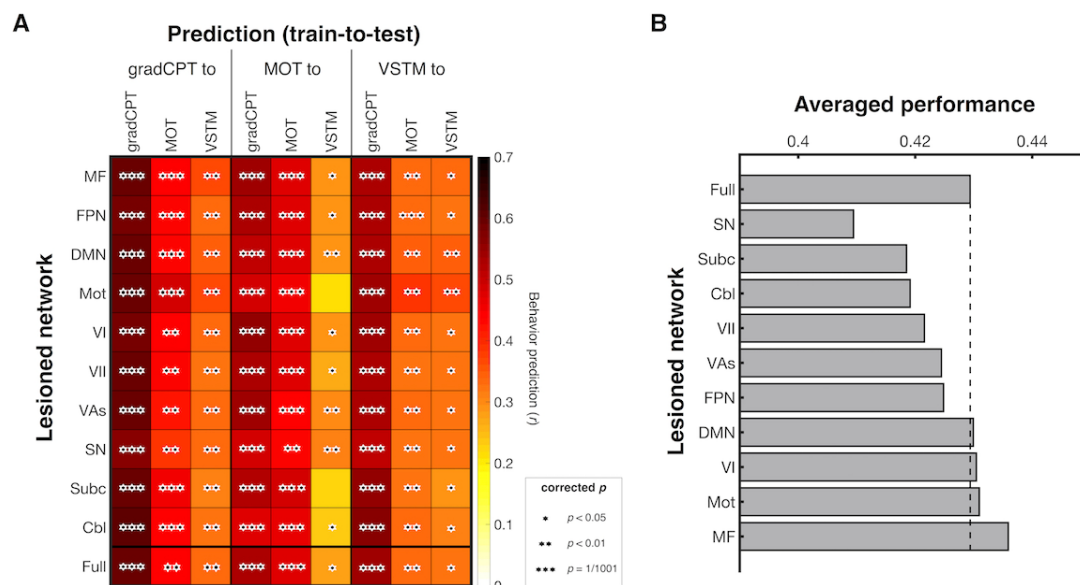 A
Prediction (train-to-test)
gradCPT to MOT to VSTM to
gradCPT MOT VSTM gradCPT MOT VSTM gradCPT MOT VSTM
Lesioned network
MF *** *** ** *** *** * *** ** *
FPN *** *** ** *** *** * *** *** *
DMN *** *** ** *** *** ** *** ** **
Mot *** *** ** *** *** *** ** **
VI *** ** ** *** *** * *** ** *
VII *** ** ** *** *** * *** ** *
VAs *** ** ** *** *** ** *** ** *
SN *** ** ** *** ** ** *** ** *
Subc *** *** ** *** *** *** ** *
Cbl *** *** ** *** *** * *** ** *
Full *** ** ** *** *** * *** ** *
0.7
0.6
0.5
0.4
0.3
0.2
0.1
0
Behavior prediction (r)
corrected p
* p < 0.05
** p < 0.01
*** p = 1/1001
B
Averaged performance
0.4 0.42 0.44
Lesioned network
Full
SN
Subc
Cbl
VII
VAs
FPN
DMN
VI
Mot
MF